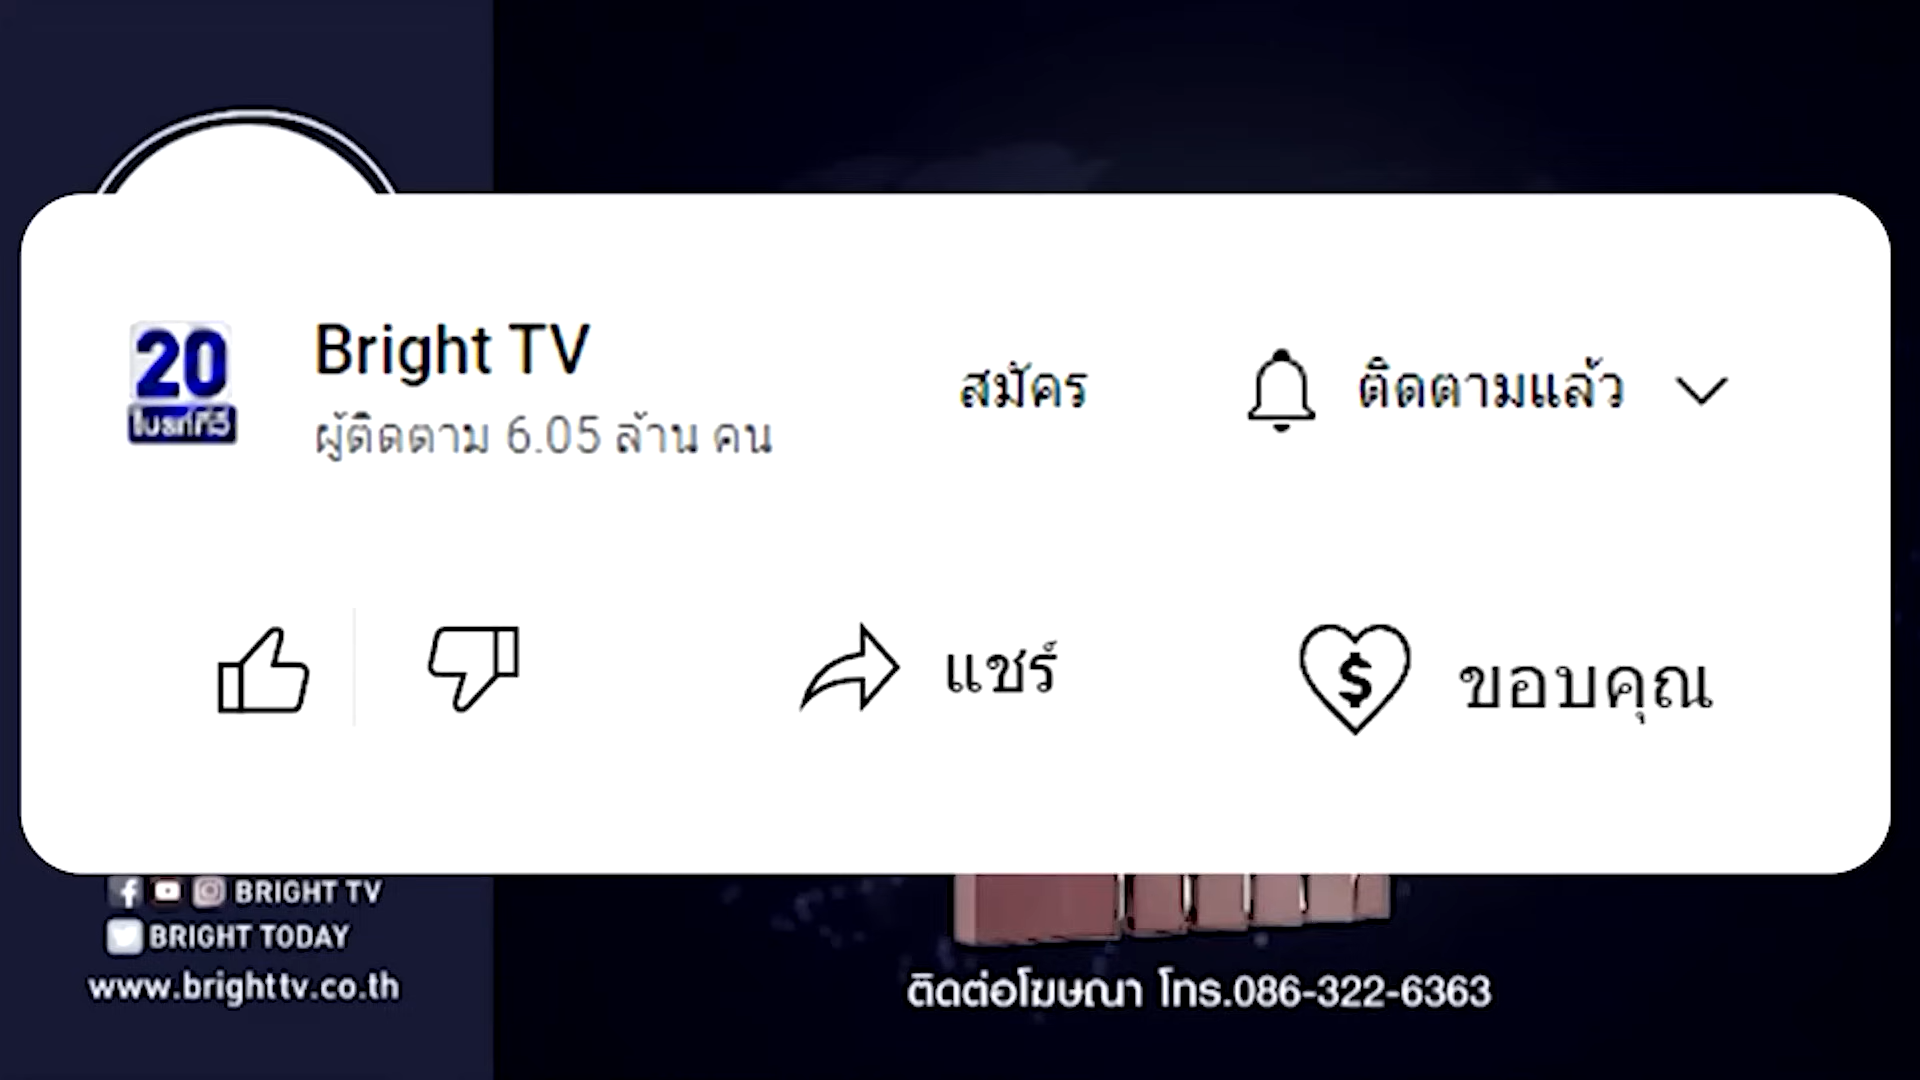 20
ไบรท์ทีวี
Bright TV
ผู้ติดตาม 6.05 ล้าน คน
สมัคร
ติดตามแล้ว
แชร์
$
ขอบคุณ
BRIGHT TV
BRIGHT TODAY
www.brighttv.co.th
ติดต่อโฆษณา โทร.086-322-6363